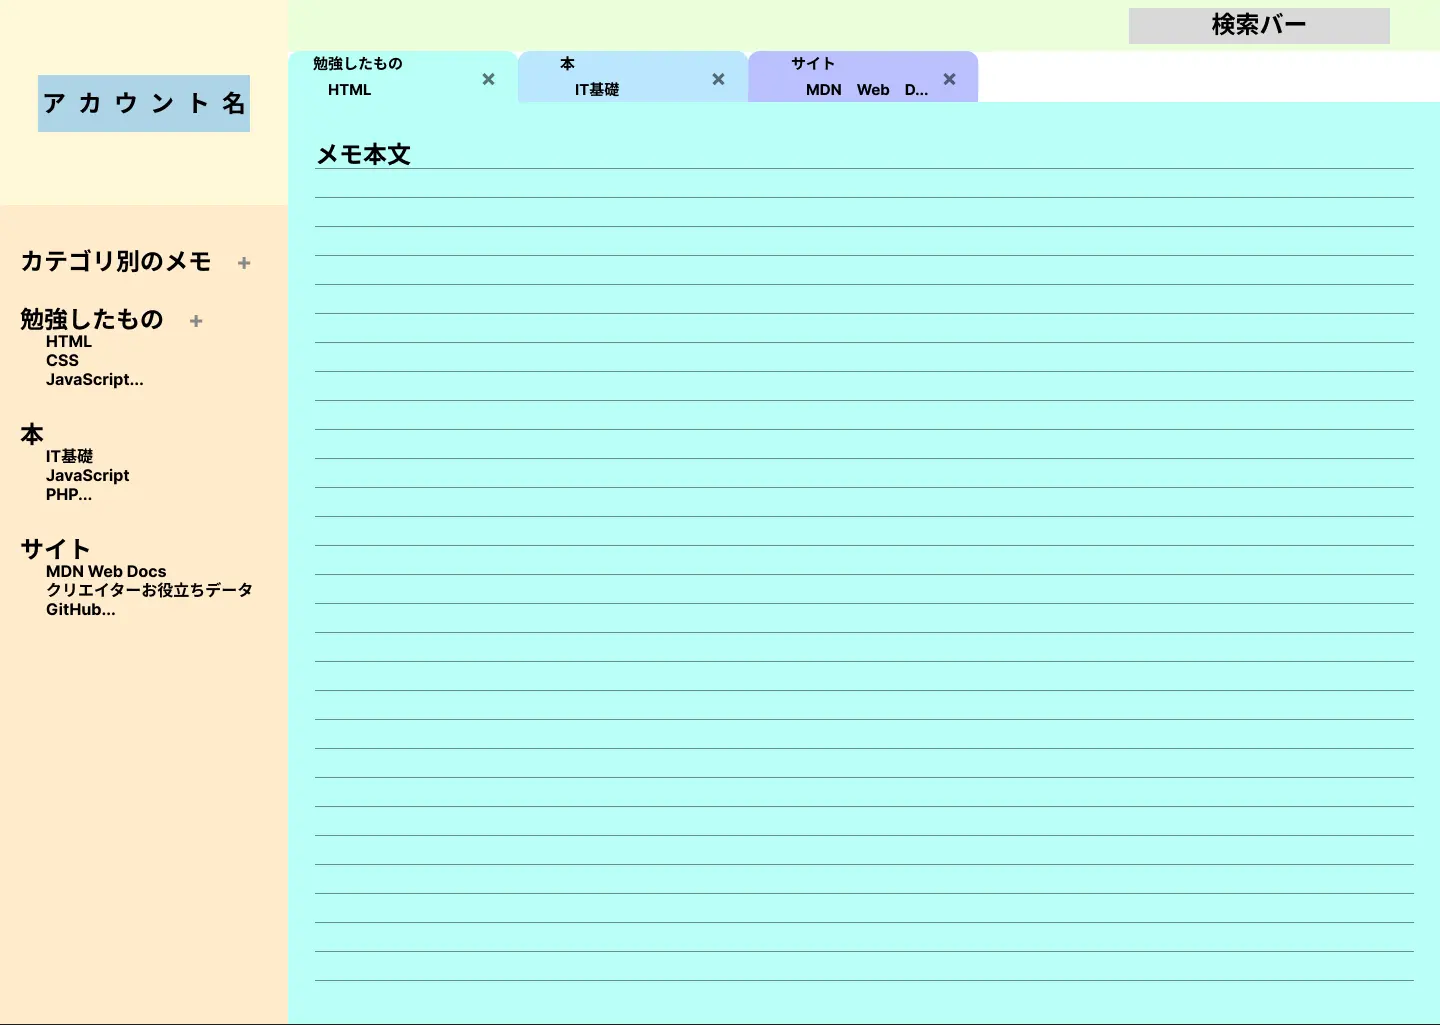 検索バー
アカウント名
勉強したもの
HTML
本
IT基礎
サイト
MDN Web D...
メモ本文
カテゴリ別のメモ +
勉強したもの +
HTML
CSS
JavaScript...
本
IT基礎
JavaScript
PHP...
サイト
MDN Web Docs
クリエイターお役立ちデータ
GitHub...